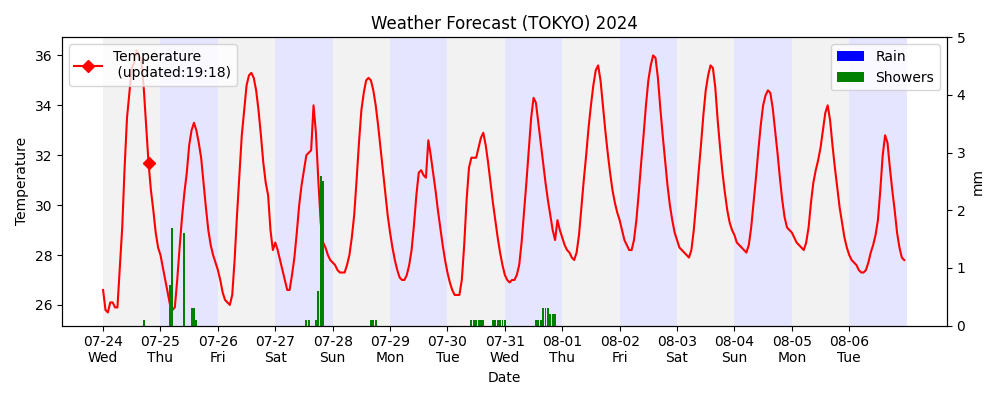 Weather Forecast (TOKYO) 2024
Temperature
(updated:19:18)
Rain
Showers
Temperature
36
34
32
30
28
26
5
4
3
2
1
0
mm
07-24 07-25 07-26 07-27 07-28 07-29 07-30 07-31 08-01 08-02 08-03 08-04 08-05 08-06
Wed Thu Fri Sat Sun Mon Tue Wed Thu Fri Sat Sun Mon Tue
Date